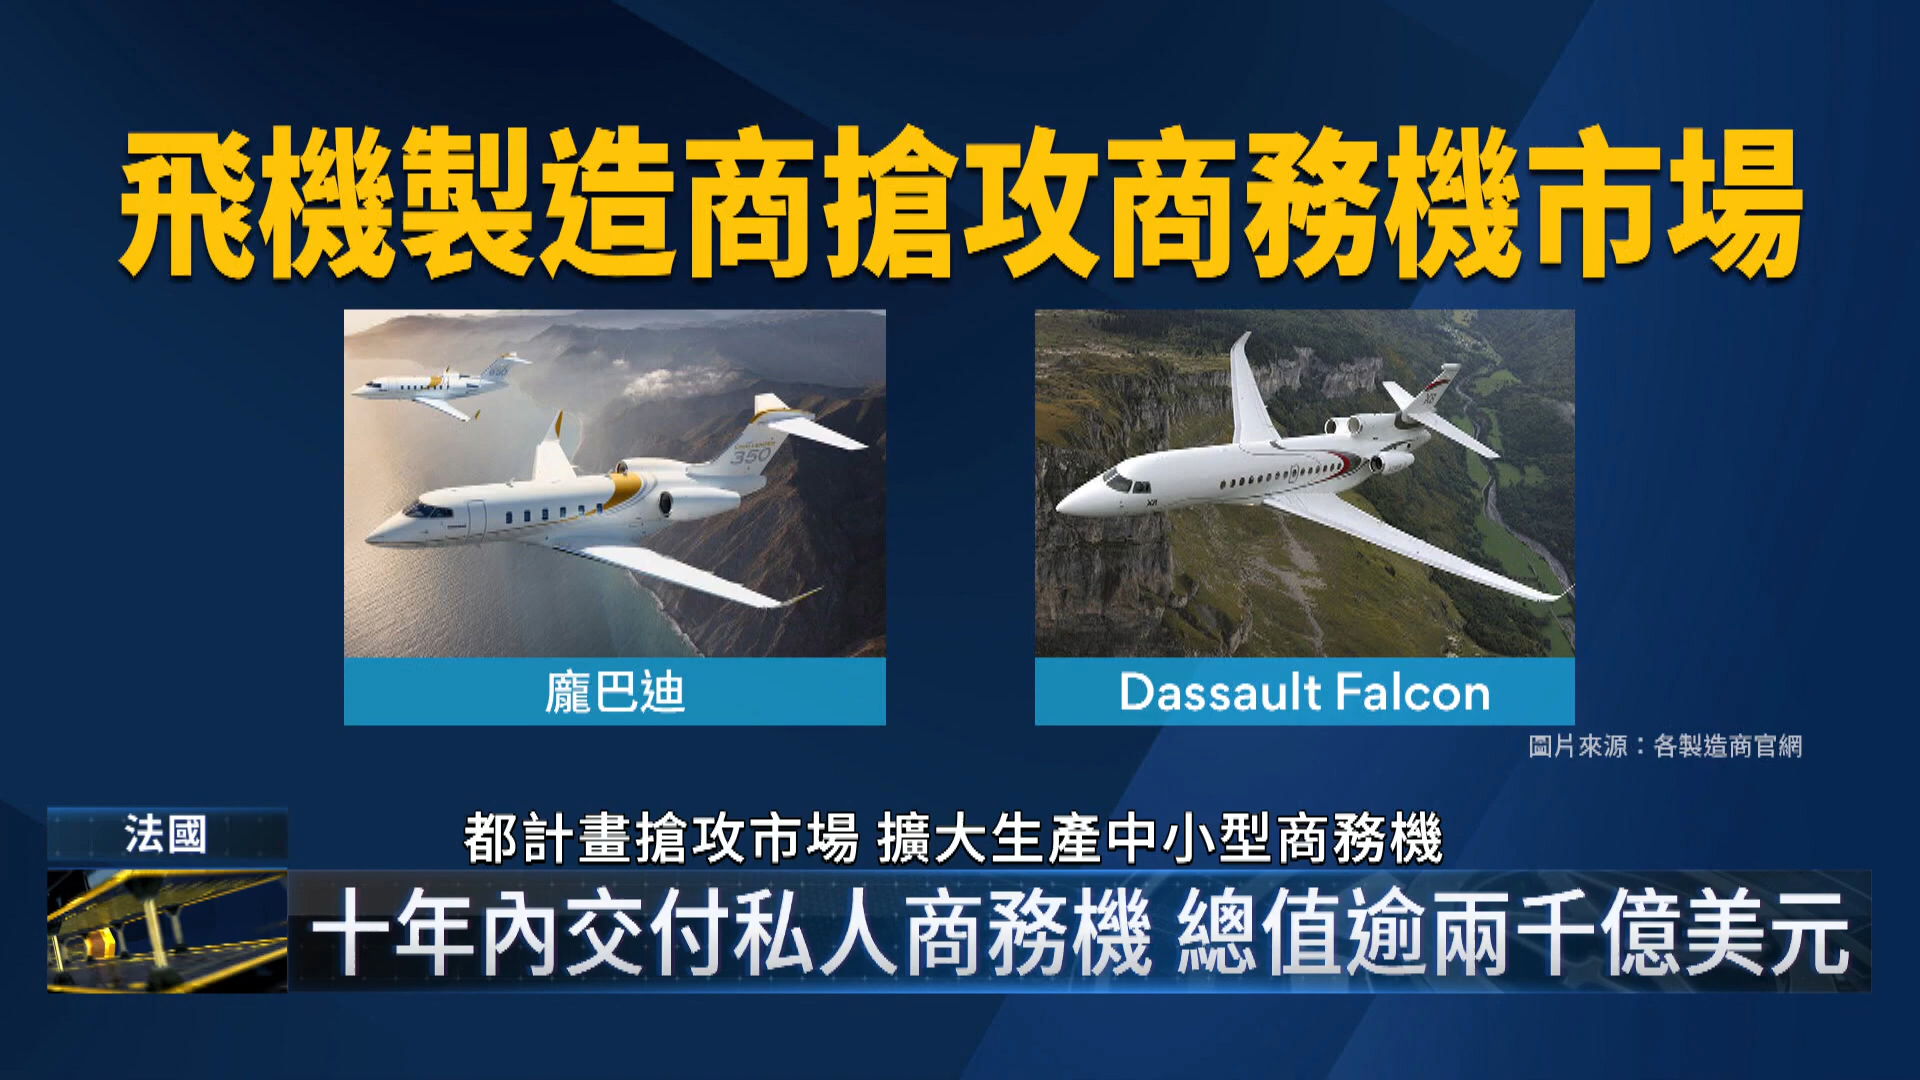 飛機製造商搶攻商務機市場
350
龐巴迪
Dassault Falcon
圖片來源：各製造商官網
法國
都計畫搶攻市場 擴大生產中小型商務機
十年內交付私人商務機 總值逾兩千億美元